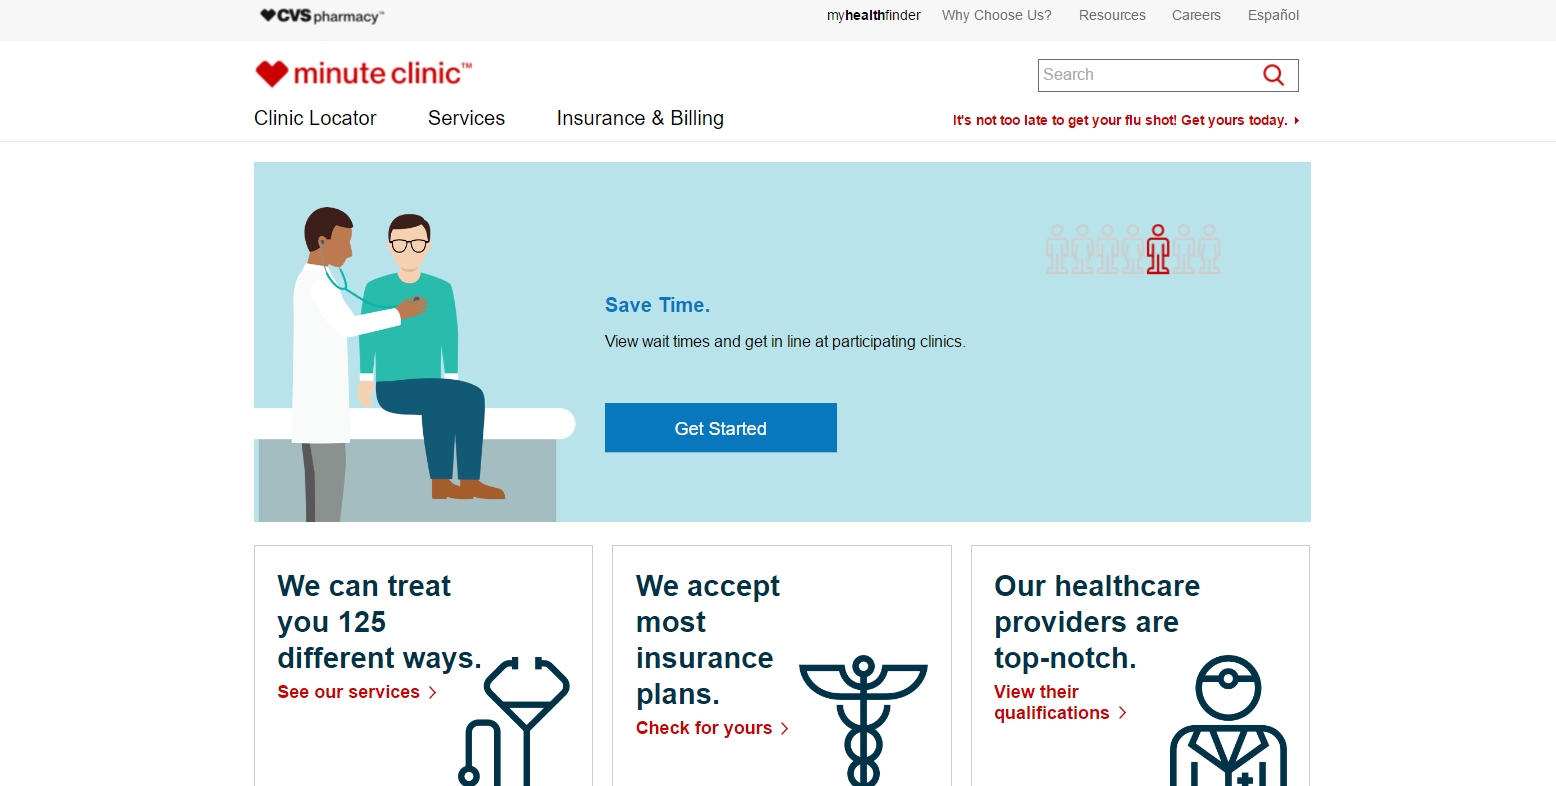 CVS pharmacy™
myhealthfinder Why Choose Us? Resources Careers Español
minute clinic™
Search
Clinic Locator Services Insurance & Billing
It's not too late to get your flu shot! Get yours today.
Save Time.
View wait times and get in line at participating clinics.
Get Started
We can treat
you 125
different ways.
See our services
We accept
most
insurance
plans.
Check for yours
Our healthcare
providers are
top-notch.
View their
qualifications